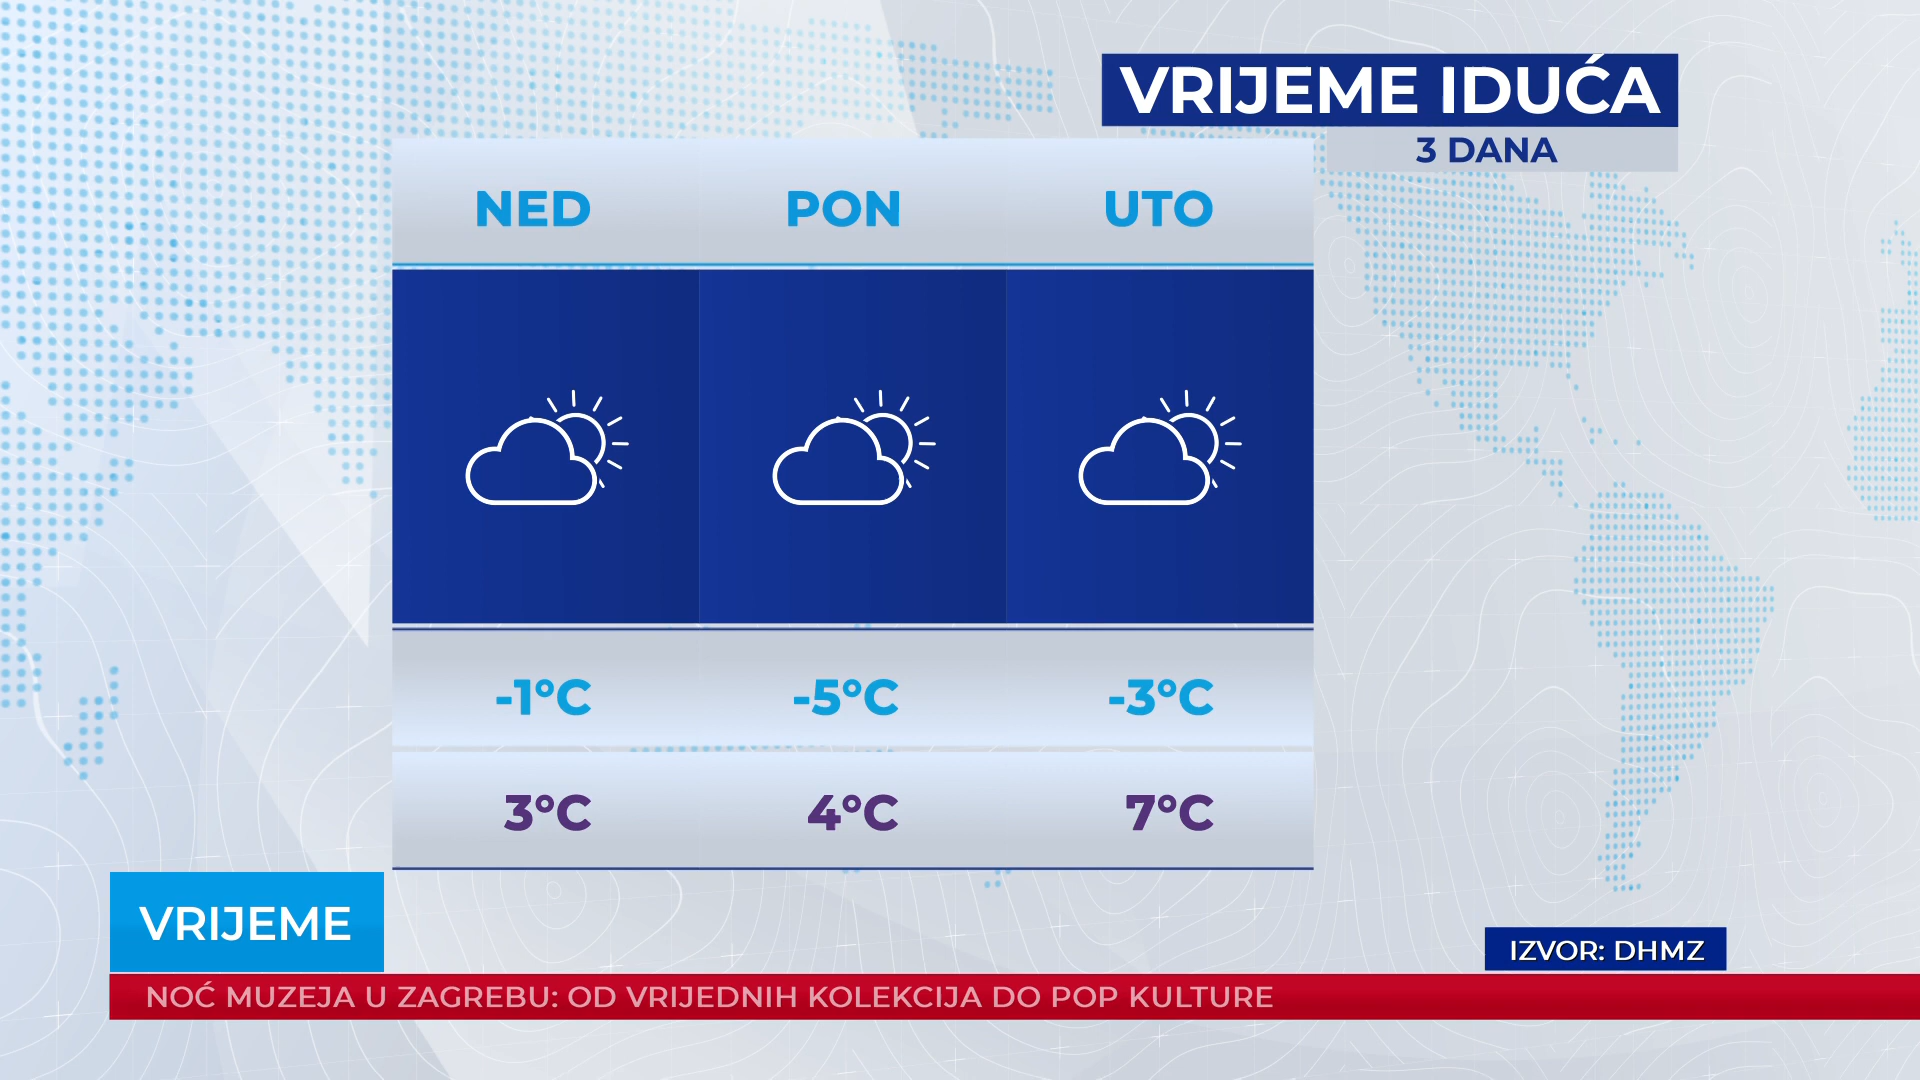 VRIJEME IDUĆA
3 DANA
NED PON UTO
-1°C -5°C -3°C
3°C 4°C 7°C
VRIJEME
IZVOR: DHMZ
NOĆ MUZEJA U ZAGREBU: OD VRIJEDNIH KOLEKCIJA DO POP KULTURE